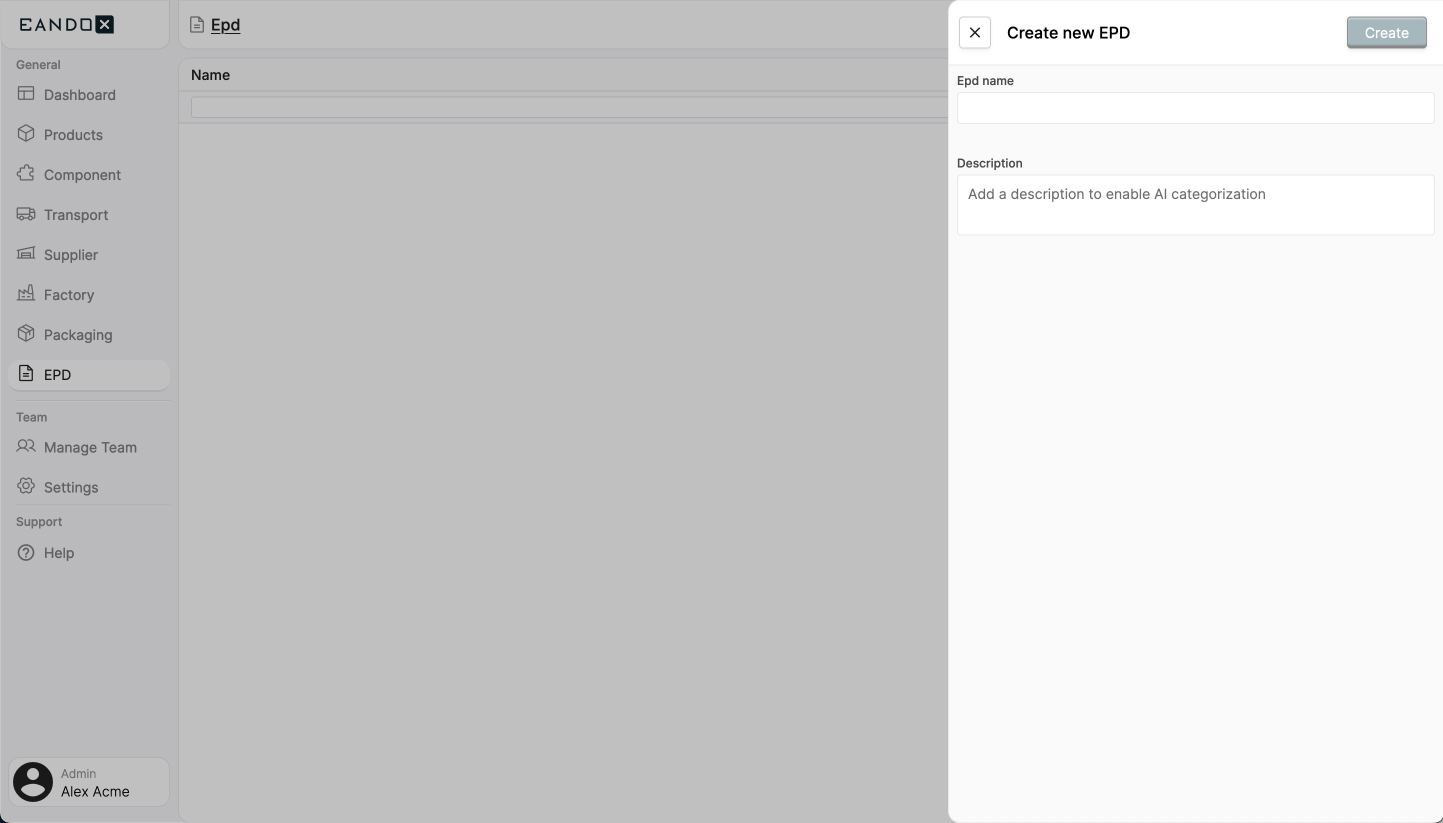 EANDOX
General
Dashboard
Products
Component
Transport
Supplier
Factory
Packaging
EPD
Team
Manage Team
Settings
Support
Help
Admin
Alex Acme
Epd
Name
Create new EPD
Create
Epd name
Description
Add a description to enable AI categorization